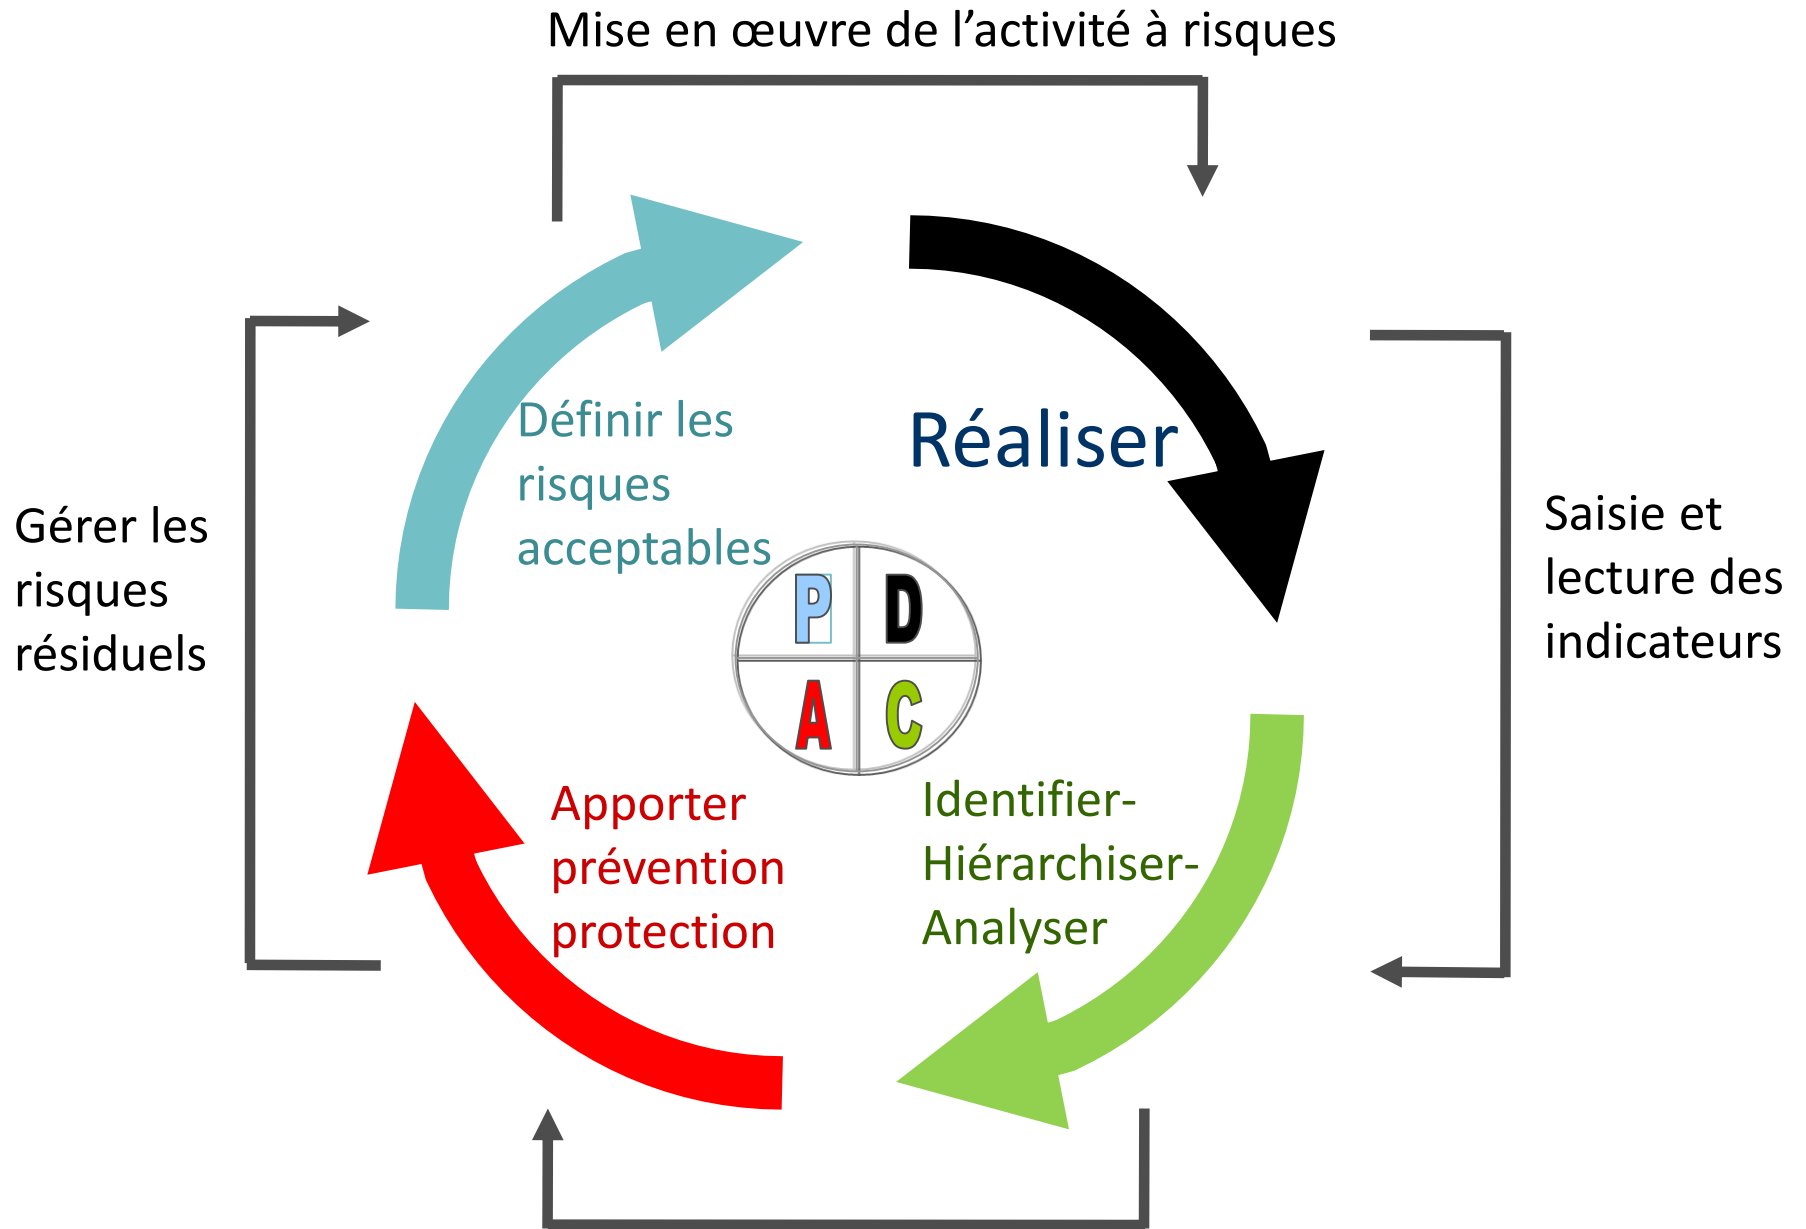 Mise en œuvre de l’activité à risques
Définir les
risques
acceptables
Réaliser
Gérer les
risques
résiduels
Saisie et
lecture des
indicateurs
P D
A C
Apporter
prévention
protection
Identifier-
Hiérarchiser-
Analyser